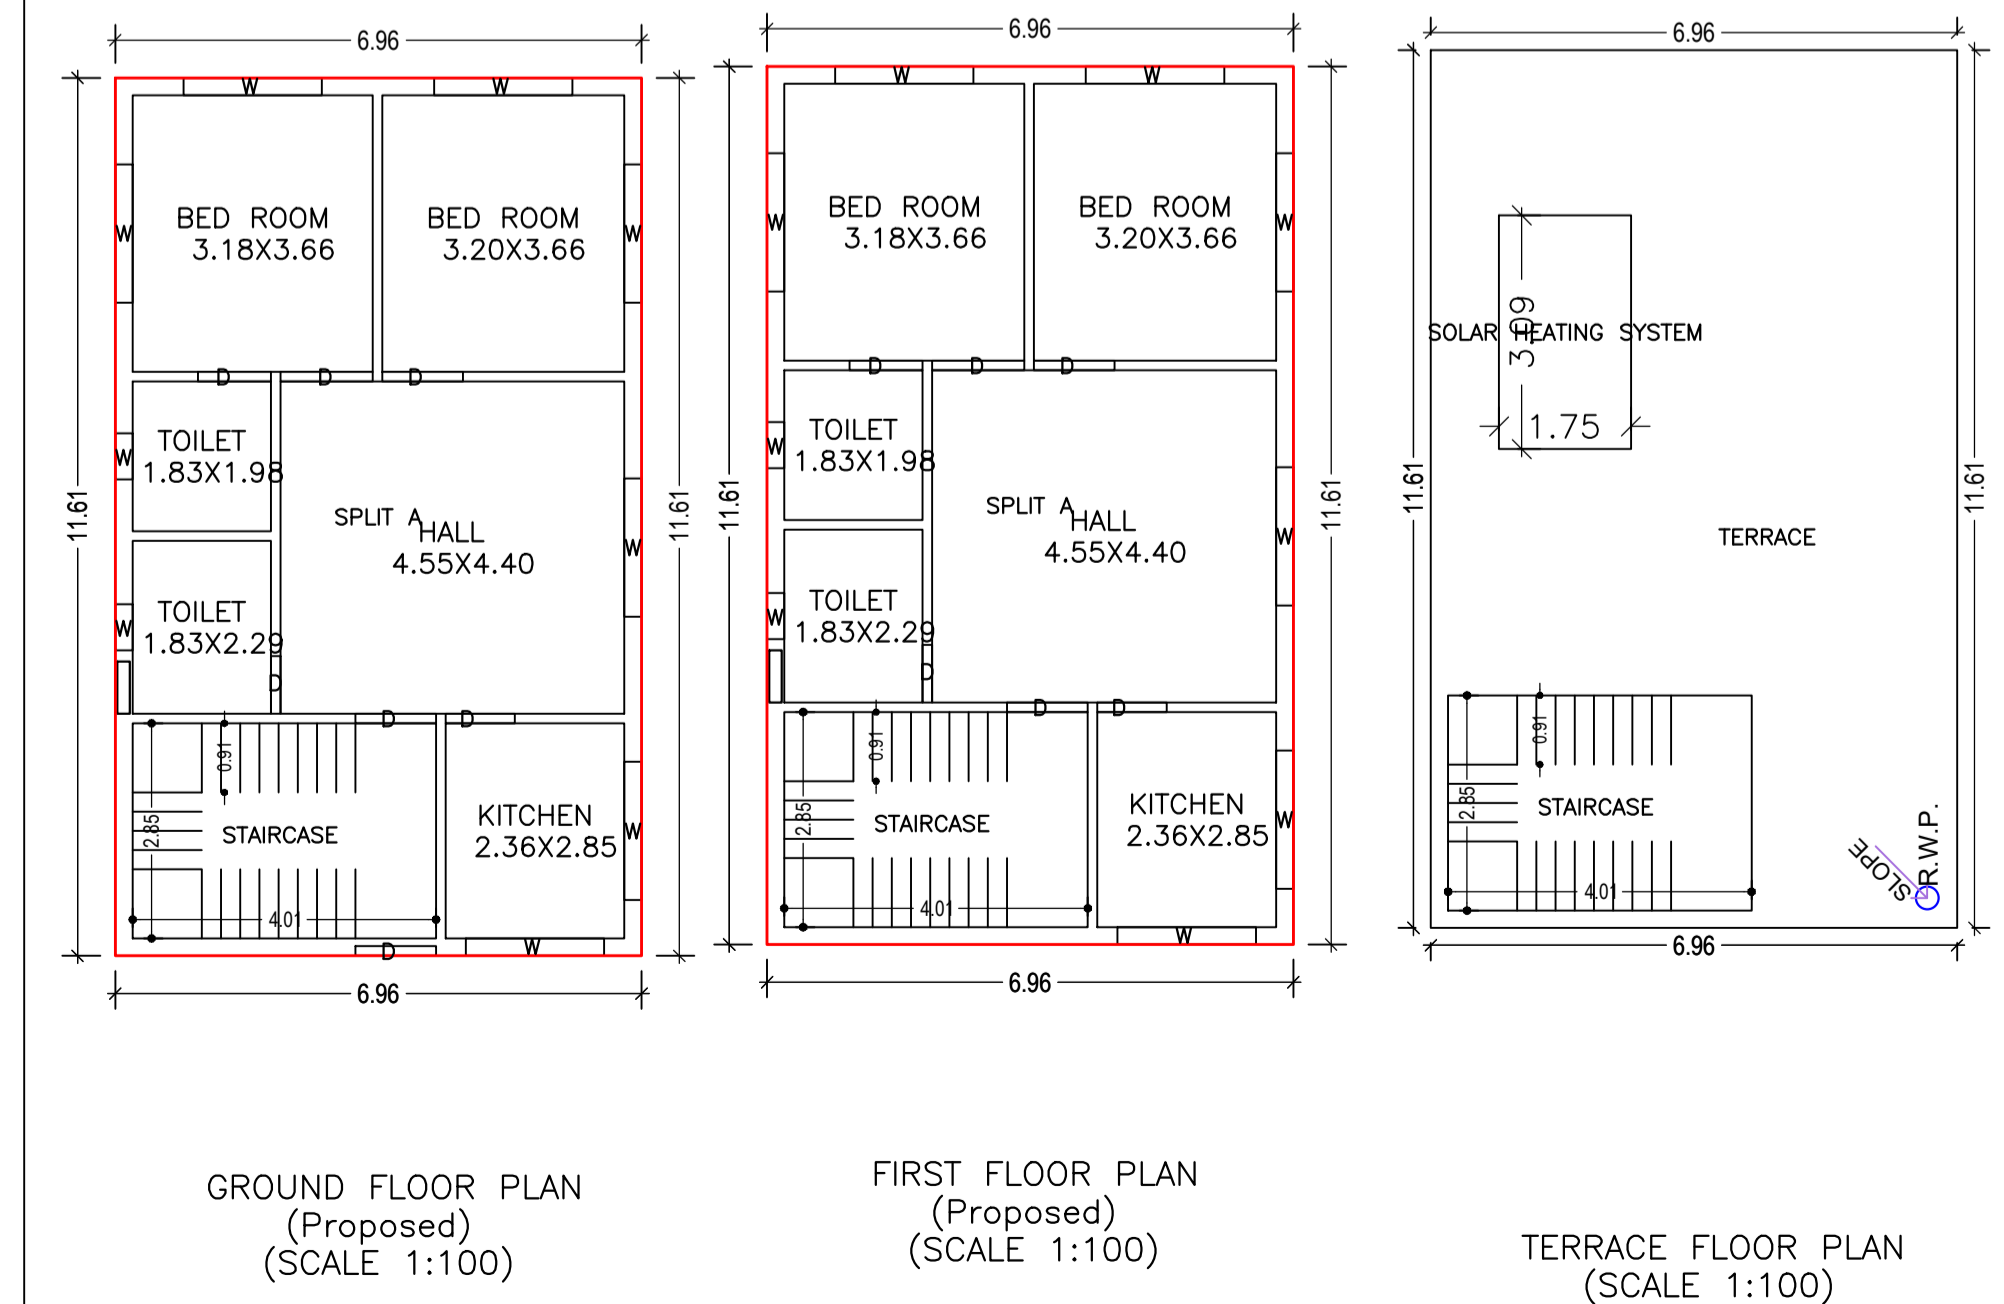 6.96
W
W
11.61
11.61
W
W
BED ROOM
3.18X3.66
BED ROOM
3.20X3.66
D
D
D
TOILET
1.83X1.98
W
SPLIT A
HALL
4.55X4.40
W
TOILET
1.83X2.29
W
D
D
D
0.91
2.85
STAIRCASE
4.01
KITCHEN
2.36X2.85
W
W
D
6.96
GROUND FLOOR PLAN
(Proposed)
(SCALE 1:100)
6.96
W
W
11.61
11.61
W
W
BED ROOM
3.18X3.66
BED ROOM
3.20X3.66
D
D
D
TOILET
1.83X1.98
W
SPLIT A
HALL
4.55X4.40
W
TOILET
1.83X2.29
W
D
D
D
0.91
2.85
STAIRCASE
4.01
KITCHEN
2.36X2.85
W
W
6.96
FIRST FLOOR PLAN
(Proposed)
(SCALE 1:100)
6.96
11.61
11.61
SOLAR HEATING SYSTEM
3.09
1.75
TERRACE
0.91
2.85
STAIRCASE
4.01
SLOPE
R.W.P.
6.96
TERRACE FLOOR PLAN
(SCALE 1:100)